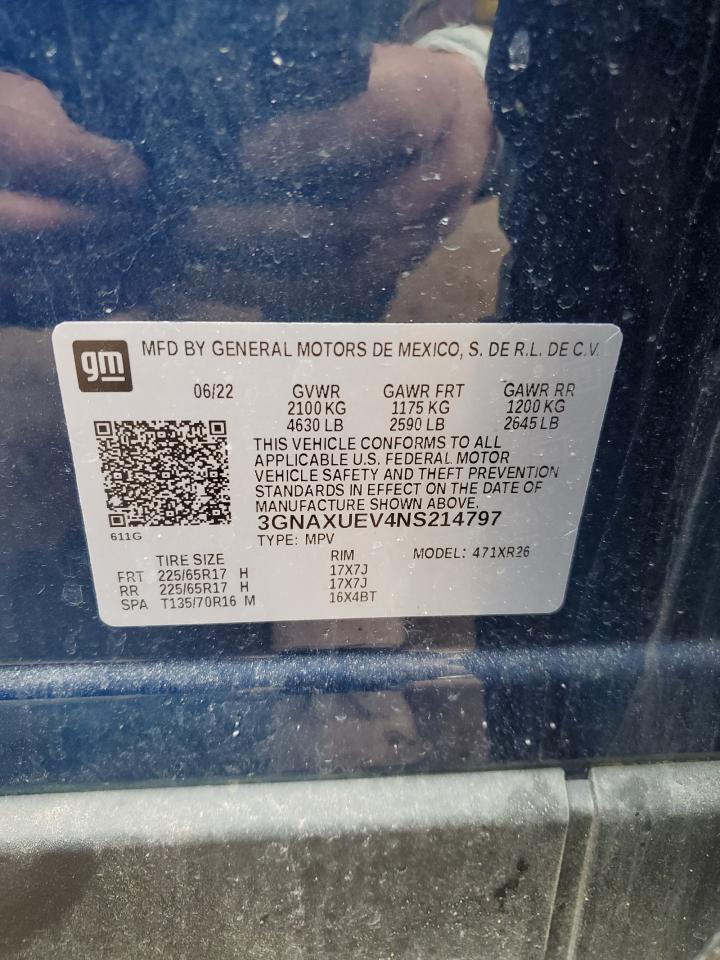 gm MFD BY GENERAL MOTORS DE MEXICO, S. DE R.L. DE C.V.
06/22 GVWR GAWR FRT GAWR RR
2100 KG 1175 KG 1200 KG
4630 LB 2590 LB 2645 LB
THIS VEHICLE CONFORMS TO ALL
APPLICABLE U.S. FEDERAL MOTOR
VEHICLE SAFETY AND THEFT PREVENTION
STANDARDS IN EFFECT ON THE DATE OF
MANUFACTURE SHOWN ABOVE.
3GNAXUEV4NS214797
611G
TYPE: MPV MODEL: 471XR26
TIRE SIZE RIM
FRT 225/65R17 H 17X7J
RR 225/65R17 H 17X7J
SPA T135/70R16 M 16X4BT